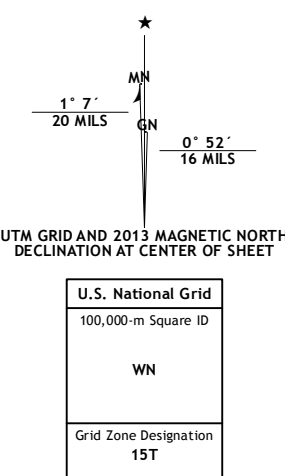 ★
MN
1° 7´
20 MILS
GN
0° 52´
16 MILS
UTM GRID AND 2013 MAGNETIC NORTH
DECLINATION AT CENTER OF SHEET
U.S. National Grid
100,000-m Square ID
WN
Grid Zone Designation
15T